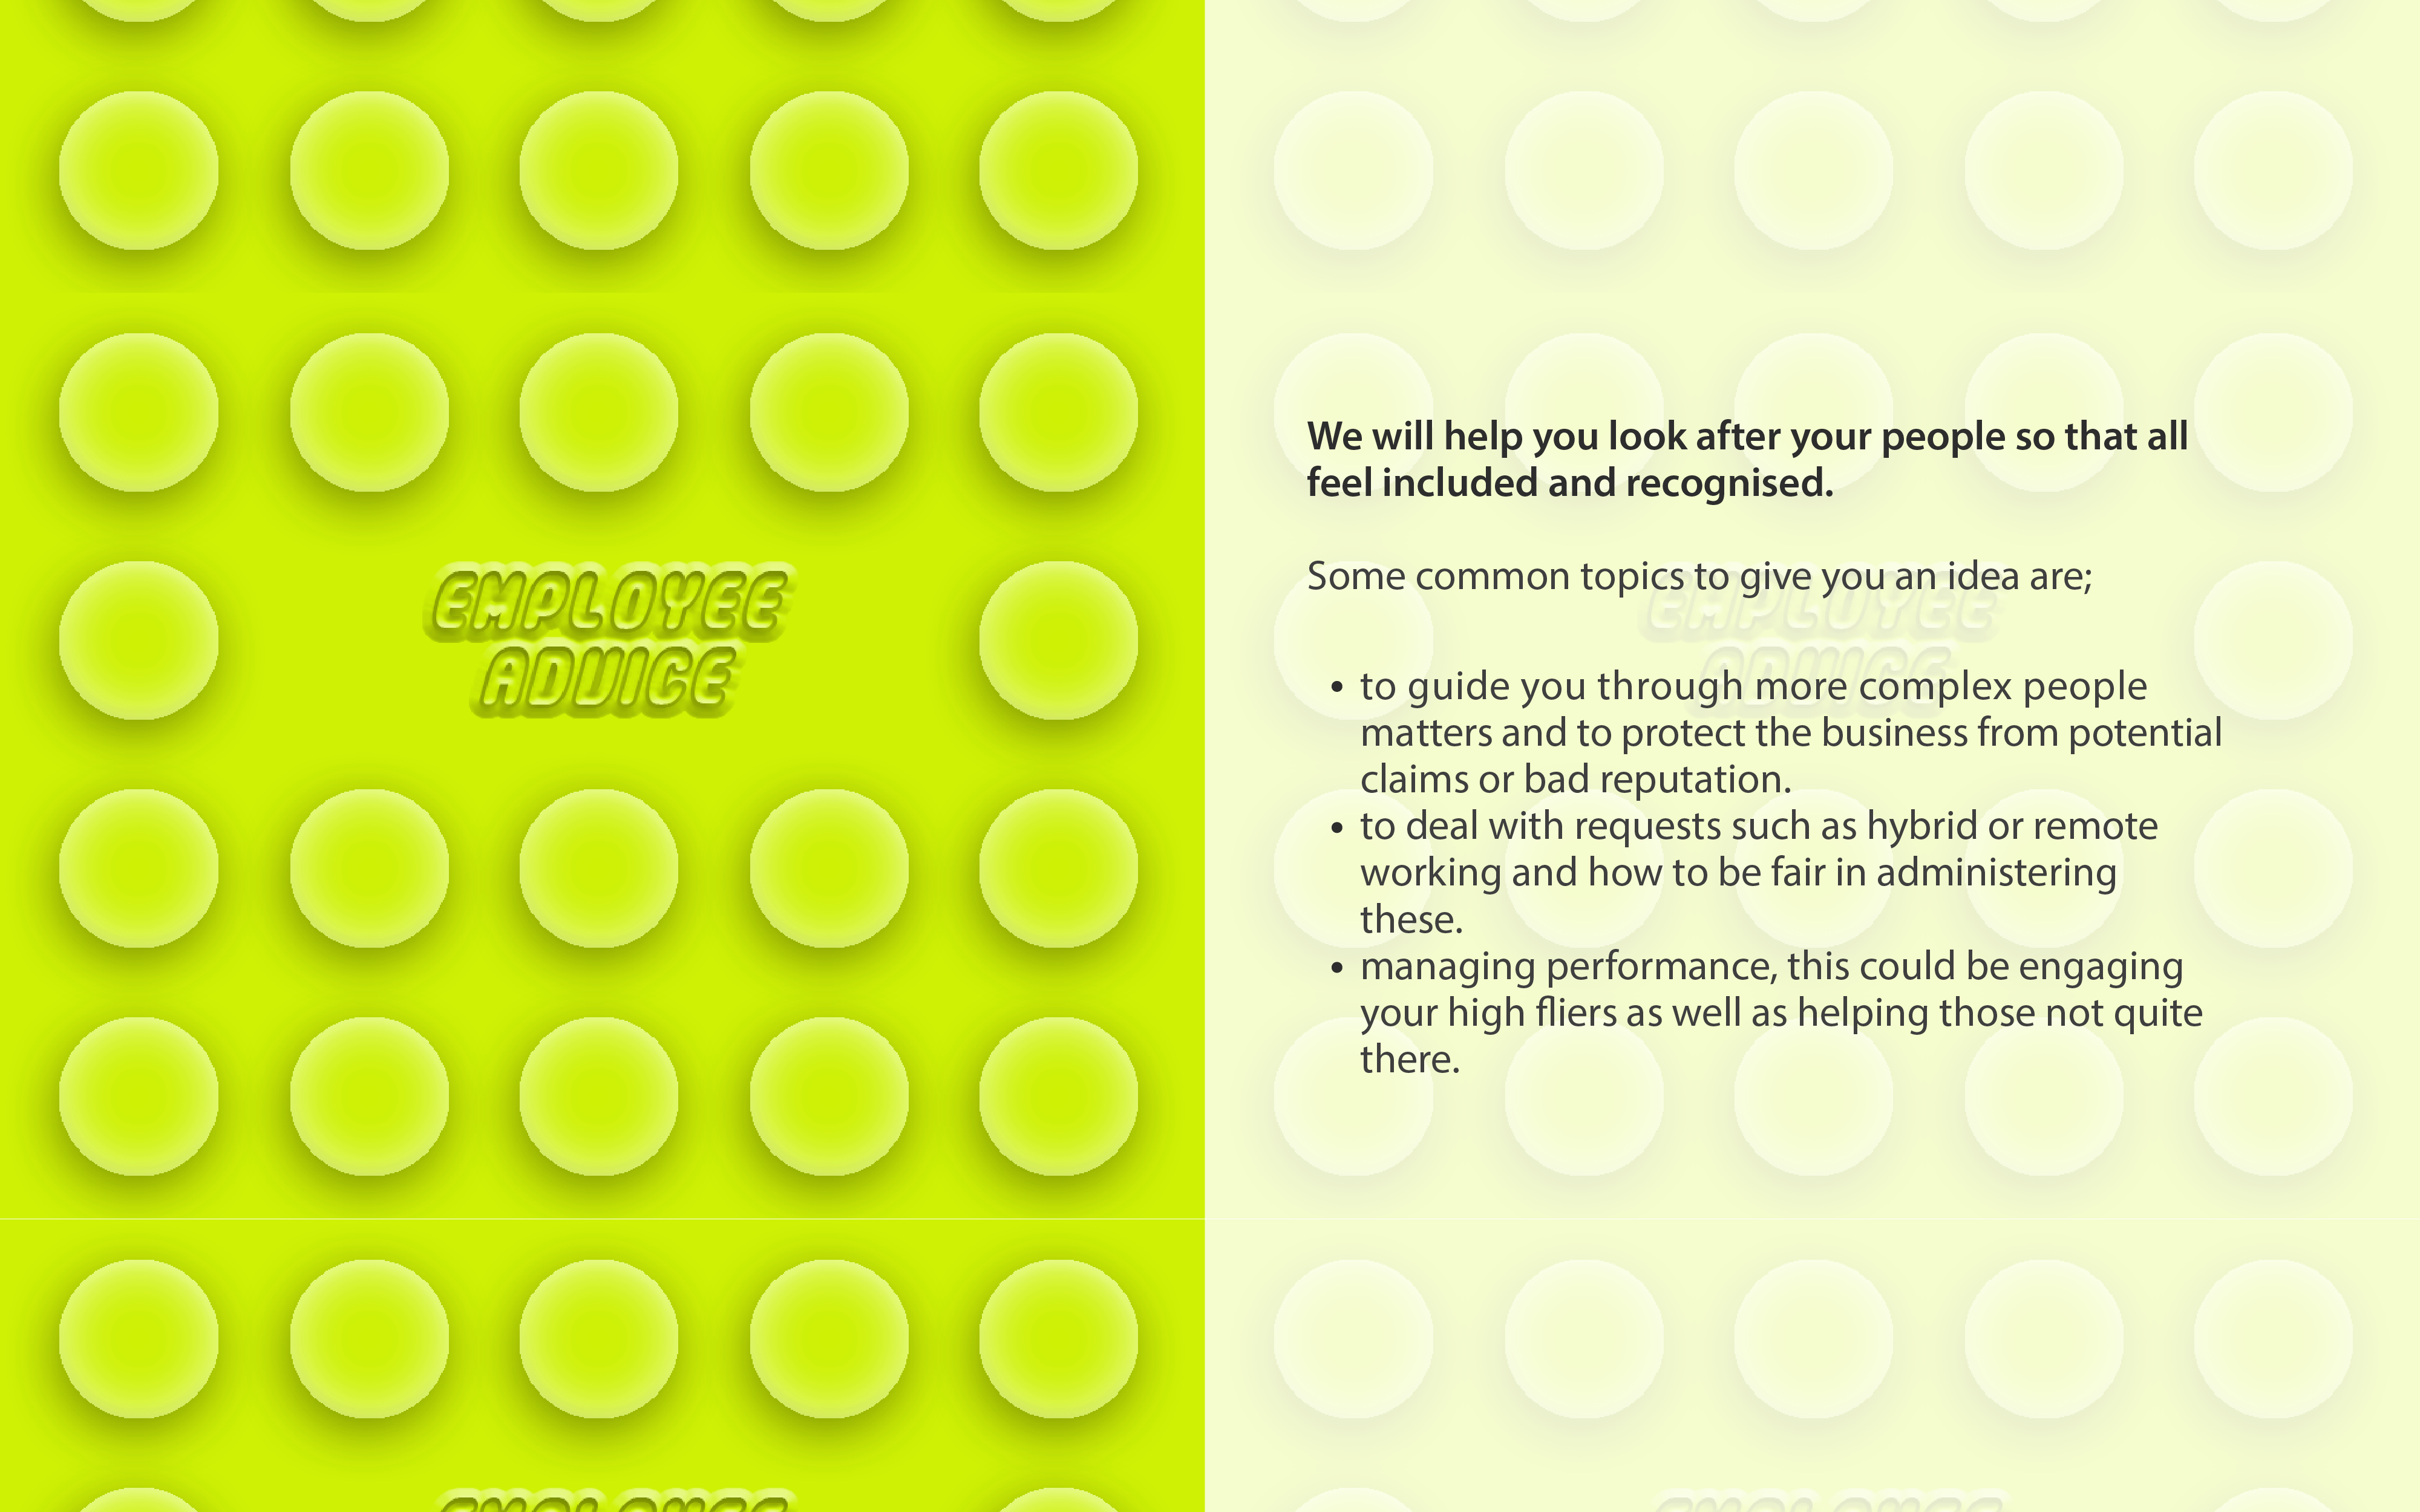 EMPLOYEE
ADVICE
We will help you look after your people so that all
feel included and recognised.
Some common topics to give you an idea are;
EMPLOYEE
ADVICE
• to guide you through more complex people
matters and to protect the business from potential
claims or bad reputation.
• to deal with requests such as hybrid or remote
working and how to be fair in administering
these.
• managing performance, this could be engaging
your high fliers as well as helping those not quite
there.
EMPLOYEE
EMPLOYEE